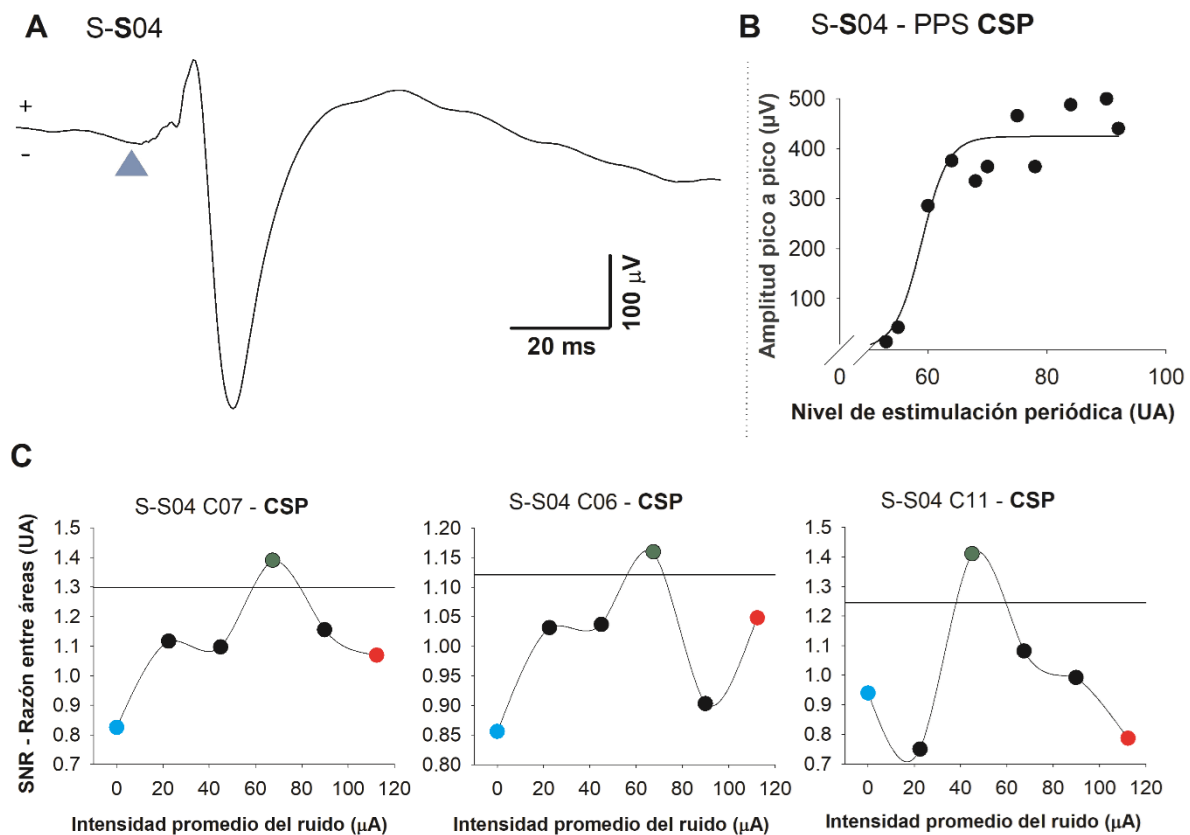 A
S-S04
+
-
100 µV
20 ms
B
S-S04 - PPS CSP
Amplitud pico a pico (µV)
500
400
300
200
100
0
60
80
100
Nivel de estimulación periódica (UA)
C
SNR - Razón entre áreas (UA)
S-S04 C07 - CSP
1.5
1.4
1.3
1.2
1.1
1.0
0.9
0.8
0.7
0 20 40 60 80 100 120
Intensidad promedio del ruido (µA)
S-S04 C06 - CSP
1.20
1.15
1.10
1.05
1.00
0.95
0.90
0.85
0.80
0 20 40 60 80 100 120
Intensidad promedio del ruido (µA)
S-S04 C11 - CSP
1.5
1.4
1.3
1.2
1.1
1.0
0.9
0.8
0.7
0 20 40 60 80 100 120
Intensidad promedio del ruido (µA)